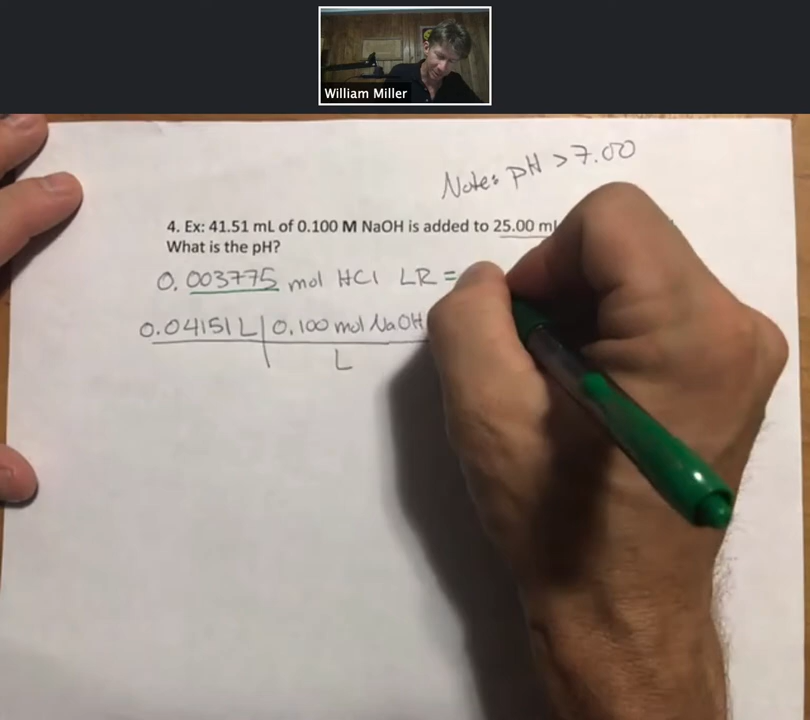 William Miller
Note: pH > 7.00
4. Ex: 41.51 mL of 0.100 M NaOH is added to 25.00 mL
What is the pH?
0.003775 mol HCl LR =
0.04151 L | 0.100 mol NaOH
L